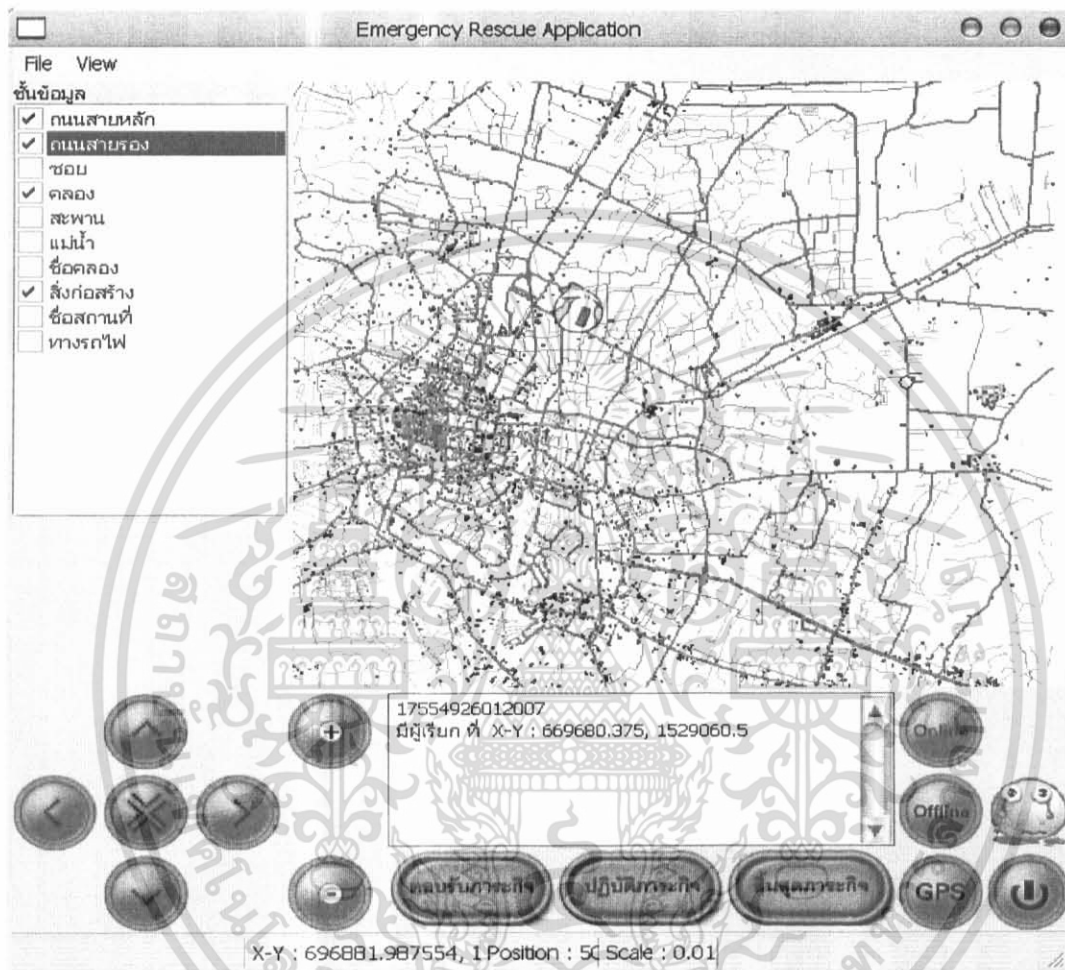 Emergency Rescue Application
File View
ชั้นข้อมูล
ถนนสายหลัก
ถนนสายรอง
ซอย
คลอง
สะพาน
แม่น้ำ
ชื่อคลอง
สิ่งก่อสร้าง
ชื่อสถานที่
ทางรถไฟ
17554926012007
มีผู้เรียก ที่ X-Y : 669680.375, 1529060.5
Online
Offline
ตอบรับภาระกิจ
ปฏิบัติภาระกิจ
สิ้นสุดภาระกิจ
GPS
X-Y : 696881.987554, 1 Position : 50 Scale : 0.01